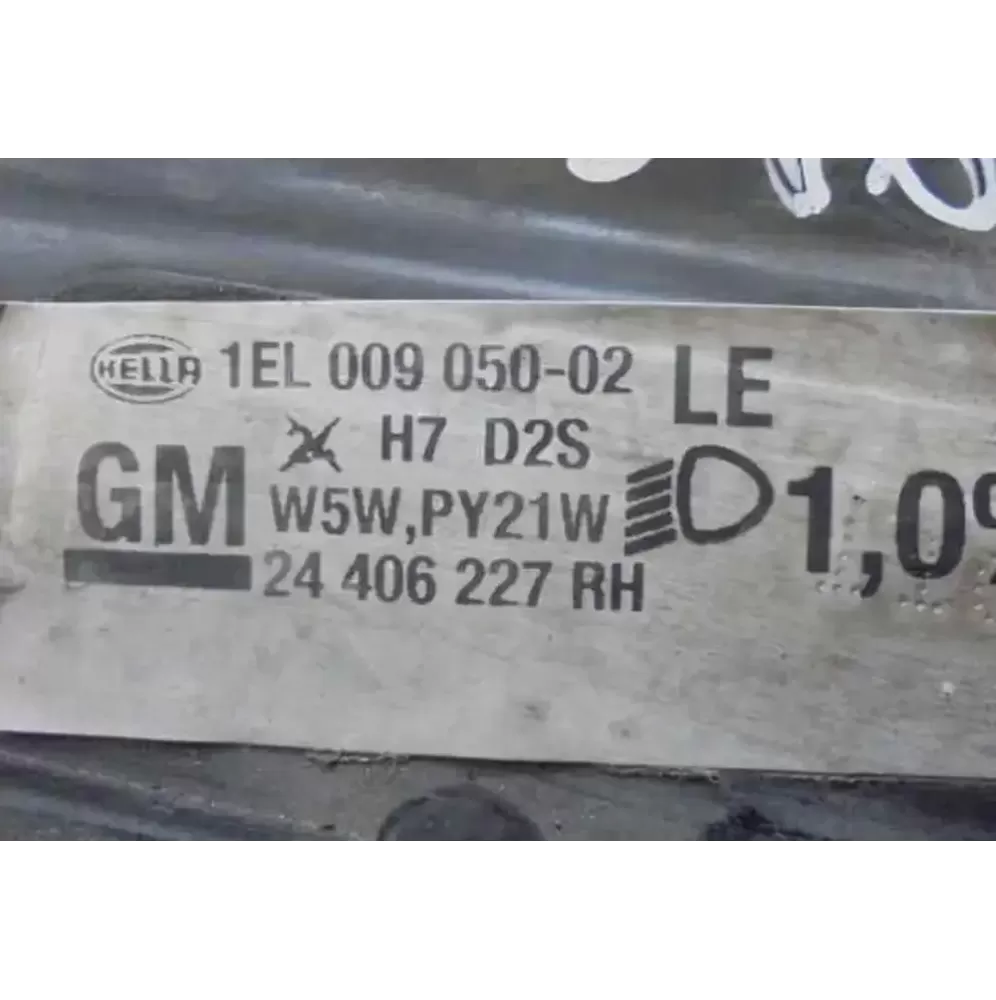 HELLA 1EL 009 050-02 LE
H7 D2S
GM W5W,PY21W 1,0%
24 406 227 RH